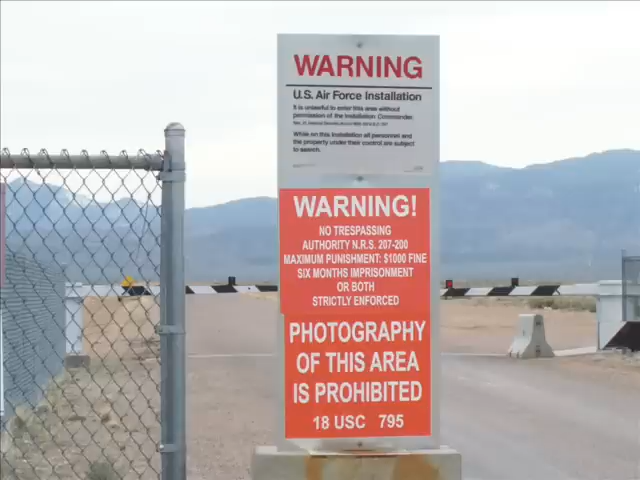 WARNING
U.S. Air Force Installation
It is unlawful to enter this area without
permission of the Installation Commander.
While on this Installation all personnel and
the property under their control are subject
to search.
WARNING!
NO TRESPASSING
AUTHORITY N.R.S. 207-200
MAXIMUM PUNISHMENT: $1000 FINE
SIX MONTHS IMPRISONMENT
OR BOTH
STRICTLY ENFORCED
PHOTOGRAPHY
OF THIS AREA
IS PROHIBITED
18 USC 795